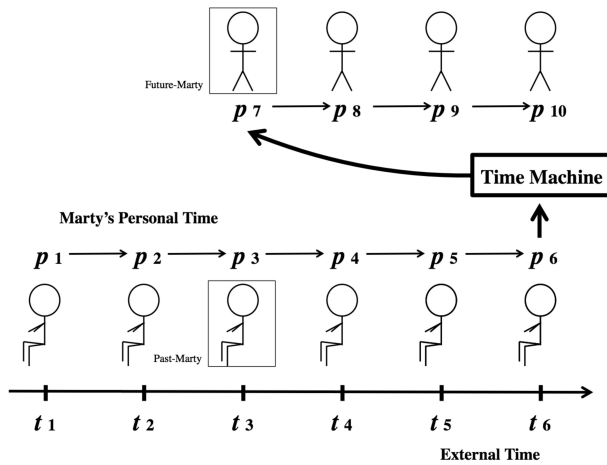 Future-Marty
p 7 p 8 p 9 p 10
Time Machine
Marty's Personal Time
p 1 p 2 p 3 p 4 p 5 p 6
Past-Marty
t 1 t 2 t 3 t 4 t 5 t 6
External Time